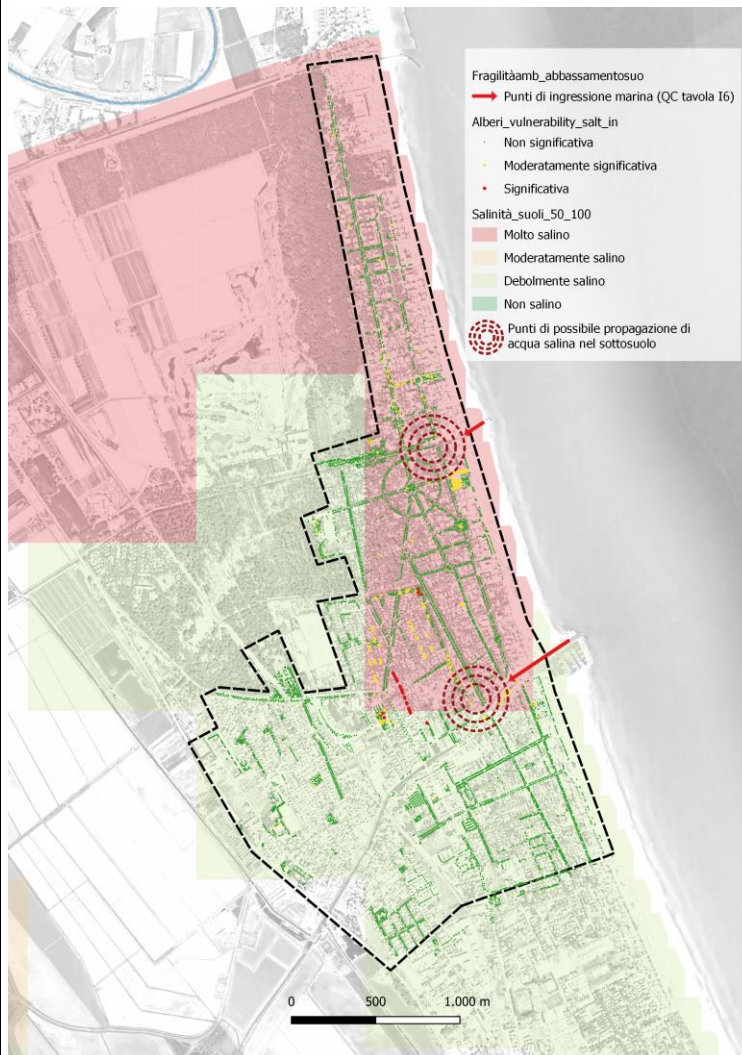 Fragilitàamb_abbassamentosuo
Punti di ingressione marina (QC tavola I6)
Alberi_vulnerability_salt_in
Non significativa
Moderatamente significativa
Significativa
Salinità_suoli_50_100
Molto salino
Moderatamente salino
Debolmente salino
Non salino
Punti di possibile propagazione di
acqua salina nel sottosuolo
0 500 1.000 m